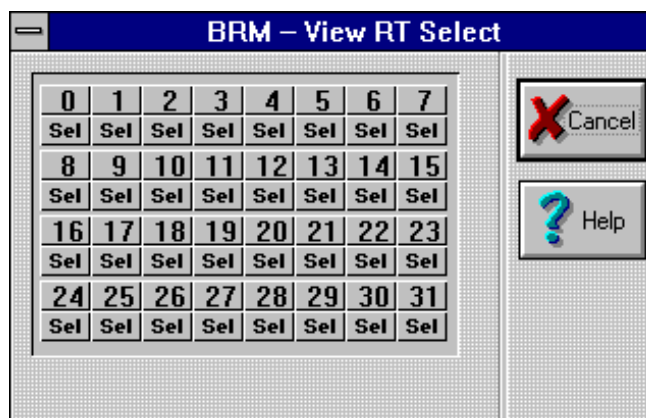 BRM – View RT Select
0 1 2 3 4 5 6 7
Sel Sel Sel Sel Sel Sel Sel Sel
8 9 10 11 12 13 14 15
Sel Sel Sel Sel Sel Sel Sel Sel
16 17 18 19 20 21 22 23
Sel Sel Sel Sel Sel Sel Sel Sel
24 25 26 27 28 29 30 31
Sel Sel Sel Sel Sel Sel Sel Sel
Cancel
Help